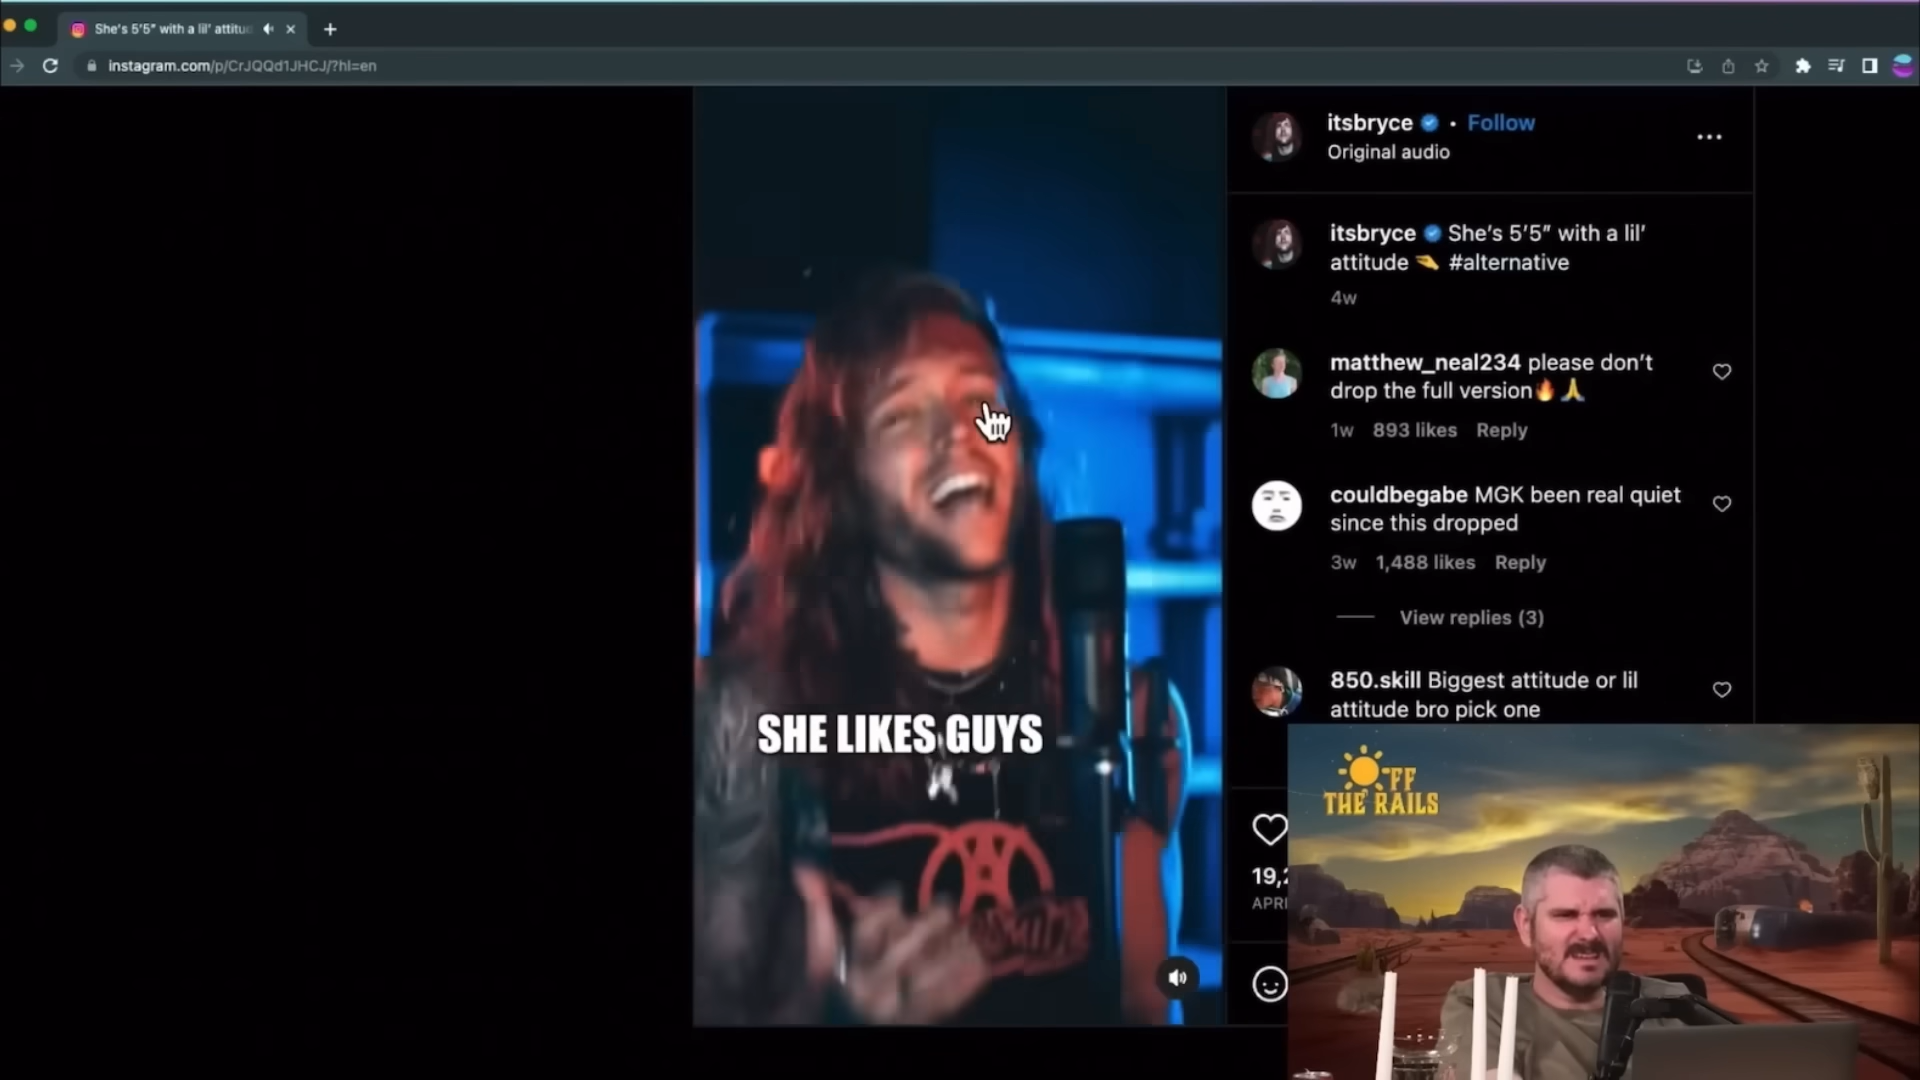 She's 5'5" with a lil' attitud
instagram.com/p/CrJQQd1JHCJ/?hl=en
itsbryce • Follow
Original audio
itsbryce She's 5'5" with a lil'
attitude 🫴 #alternative
4w
matthew_neal234 please don't
drop the full version🔥🙏
1w 893 likes Reply
couldbegabe MGK been real quiet
since this dropped
3w 1,488 likes Reply
View replies (3)
850.skill Biggest attitude or lil
attitude bro pick one
SHE LIKES GUYS
19,2
APRI
OFF
THE RAILS